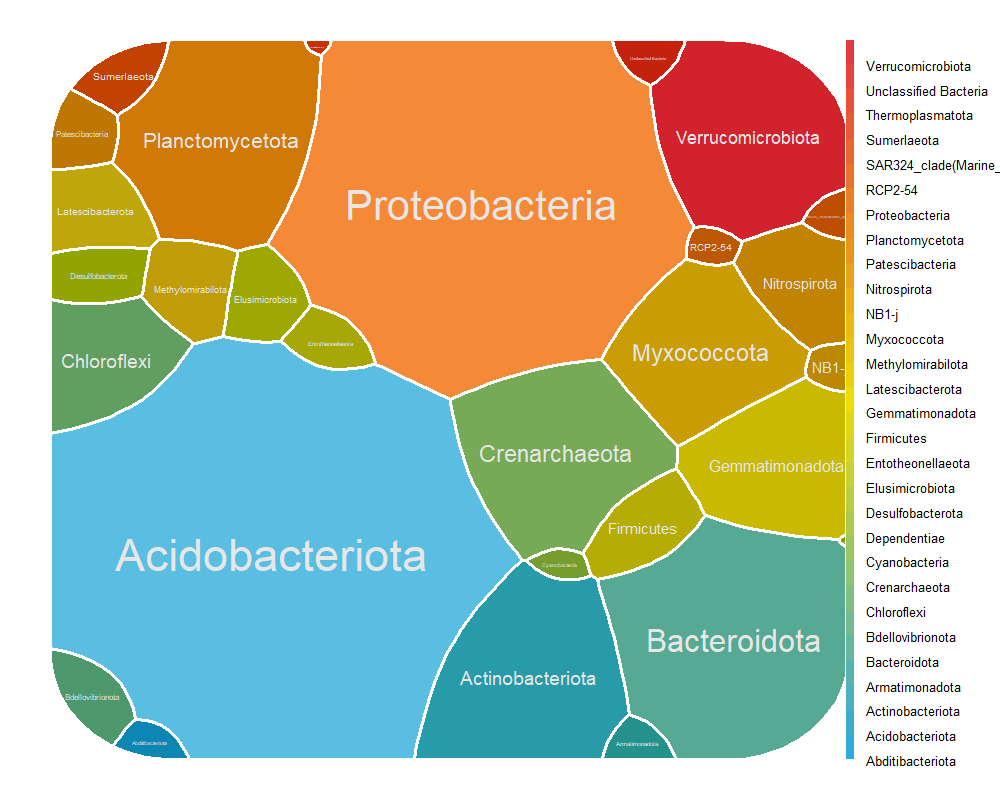 Unclassified Bacteria
Sumerlaeota
Patescibacteria
Planctomycetota
Verrucomicrobiota
Proteobacteria
Latescibacterota
RCP2-54
Desulfobacterota
Methylomirabilota
Elusimicrobiota
Nitrospirota
Entotheonellaeota
Chloroflexi
Myxococcota
NB1-
Crenarchaeota
Gemmatimonadota
Firmicutes
Acidobacteriota
Cyanobacteria
Bacteroidota
Actinobacteriota
Bdellovibrionota
Abditibacteriota
Armatimonadota
Verrucomicrobiota
Unclassified Bacteria
Thermoplasmatota
Sumerlaeota
SAR324_clade(Marine_
RCP2-54
Proteobacteria
Planctomycetota
Patescibacteria
Nitrospirota
NB1-j
Myxococcota
Methylomirabilota
Latescibacterota
Gemmatimonadota
Firmicutes
Entotheonellaeota
Elusimicrobiota
Desulfobacterota
Dependentiae
Cyanobacteria
Crenarchaeota
Chloroflexi
Bdellovibrionota
Bacteroidota
Armatimonadota
Actinobacteriota
Acidobacteriota
Abditibacteriota